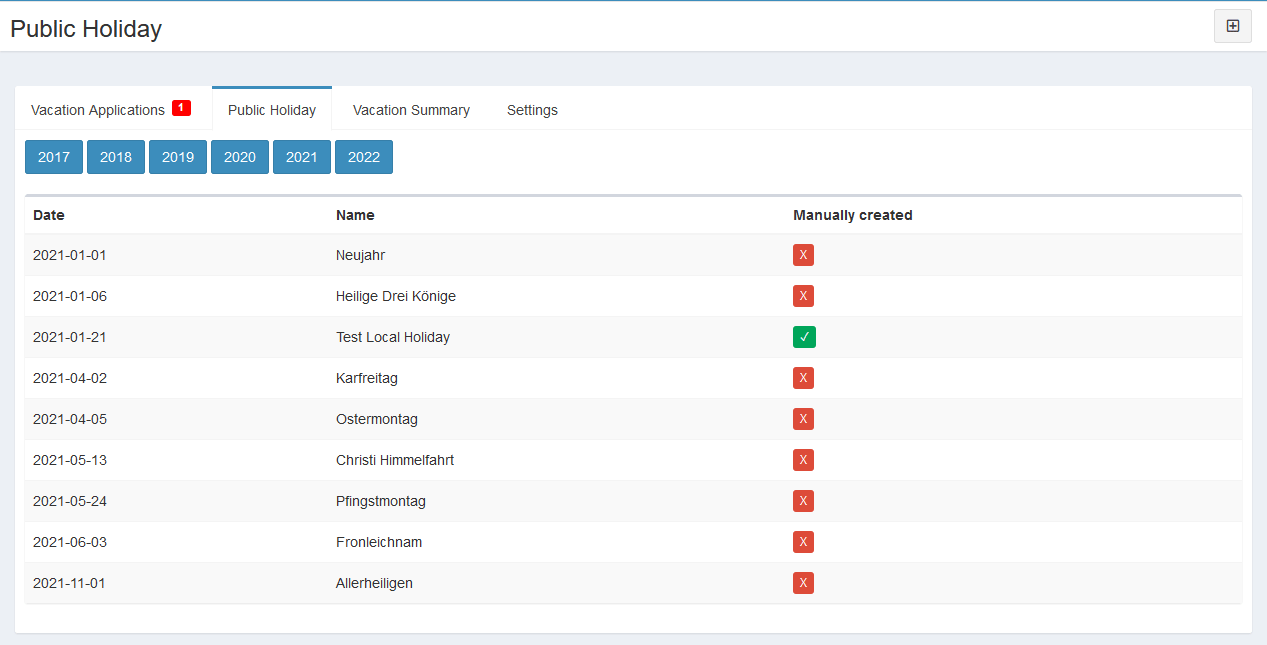 Public Holiday
Vacation Applications 1 Public Holiday Vacation Summary Settings
2017 2018 2019 2020 2021 2022
Date Name Manually created
2021-01-01 Neujahr X
2021-01-06 Heilige Drei Könige X
2021-01-21 Test Local Holiday ✓
2021-04-02 Karfreitag X
2021-04-05 Ostermontag X
2021-05-13 Christi Himmelfahrt X
2021-05-24 Pfingstmontag X
2021-06-03 Fronleichnam X
2021-11-01 Allerheiligen X